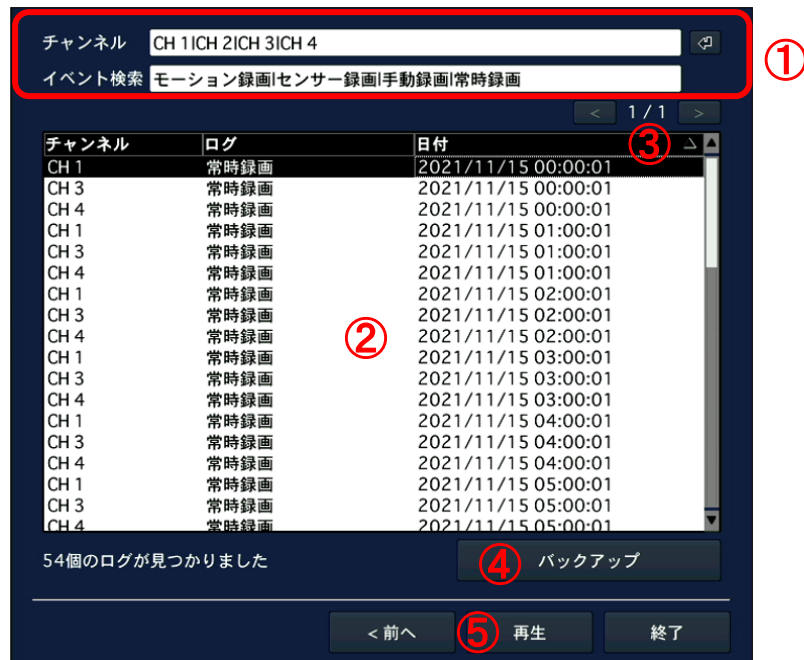 チャンネル CH 1|CH 2|CH 3|CH 4
①
イベント検索 モーション録画|センサー録画|手動録画|常時録画
< 1 / 1 >
チャンネル ログ 日付 ③
CH 1 常時録画 2021/11/15 00:00:01
CH 3 常時録画 2021/11/15 00:00:01
CH 4 常時録画 2021/11/15 00:00:01
CH 1 常時録画 2021/11/15 01:00:01
CH 3 常時録画 2021/11/15 01:00:01
CH 4 常時録画 2021/11/15 01:00:01
CH 1 常時録画 2021/11/15 02:00:01
CH 3 常時録画 2021/11/15 02:00:01
CH 4 常時録画 ② 2021/11/15 02:00:01
CH 1 常時録画 2021/11/15 03:00:01
CH 3 常時録画 2021/11/15 03:00:01
CH 4 常時録画 2021/11/15 03:00:01
CH 1 常時録画 2021/11/15 04:00:01
CH 3 常時録画 2021/11/15 04:00:01
CH 4 常時録画 2021/11/15 04:00:01
CH 1 常時録画 2021/11/15 05:00:01
CH 3 常時録画 2021/11/15 05:00:01
CH 4 常時録画 2021/11/15 05:00:01
54個のログが見つかりました ④ バックアップ
< 前へ ⑤ 再生 終了